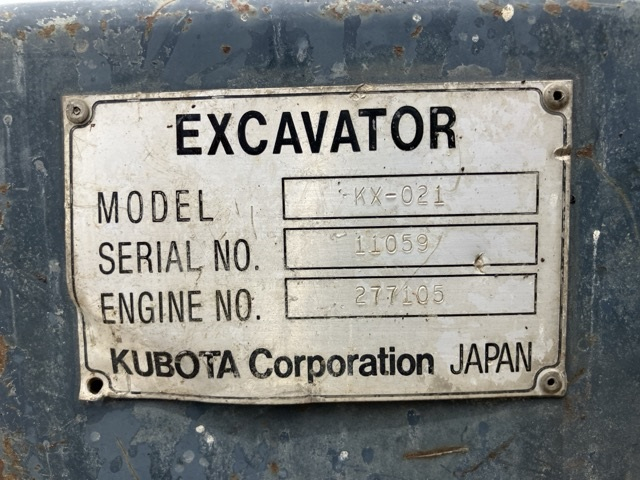 EXCAVATOR
MODEL KX-021
SERIAL NO. 11059
ENGINE NO. 277105
KUBOTA Corporation JAPAN